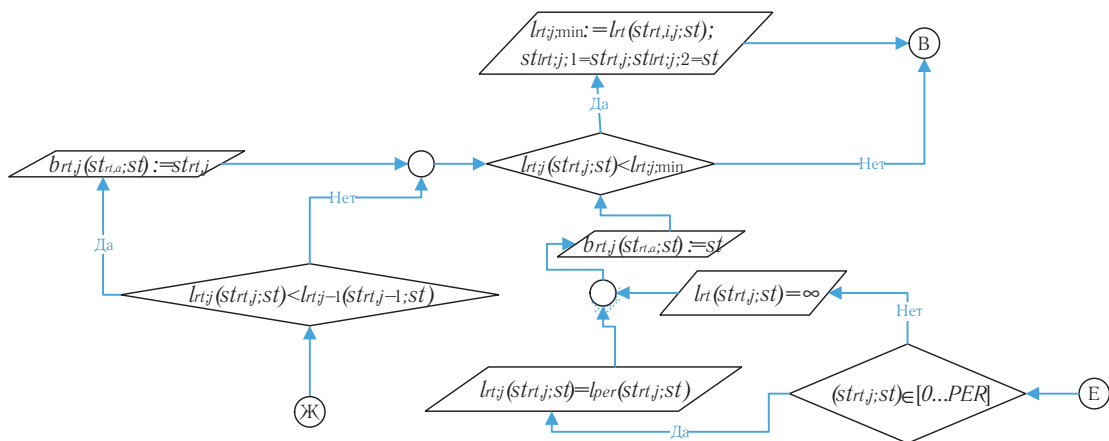 lrt;j;min:=lrt(strt,i,j;st);
stlrt;j;1=strt,j;stlrt;j;2=st
В
Да
brt,j(strt,a;st):=strt,j
lrt;j(strt,j;st)<lrt;j;min
Нет
Нет
Да
brt,j(strt,a;st):=st
lrt;j(strt,j;st)<lrt;j-1(strt,j-1;st)
lrt(strt,j;st)=∞
Нет
lrt;j(strt,j;st)=lper(strt,j;st)
(strt,j;st)∈[0...PER]
Е
Ж
Да